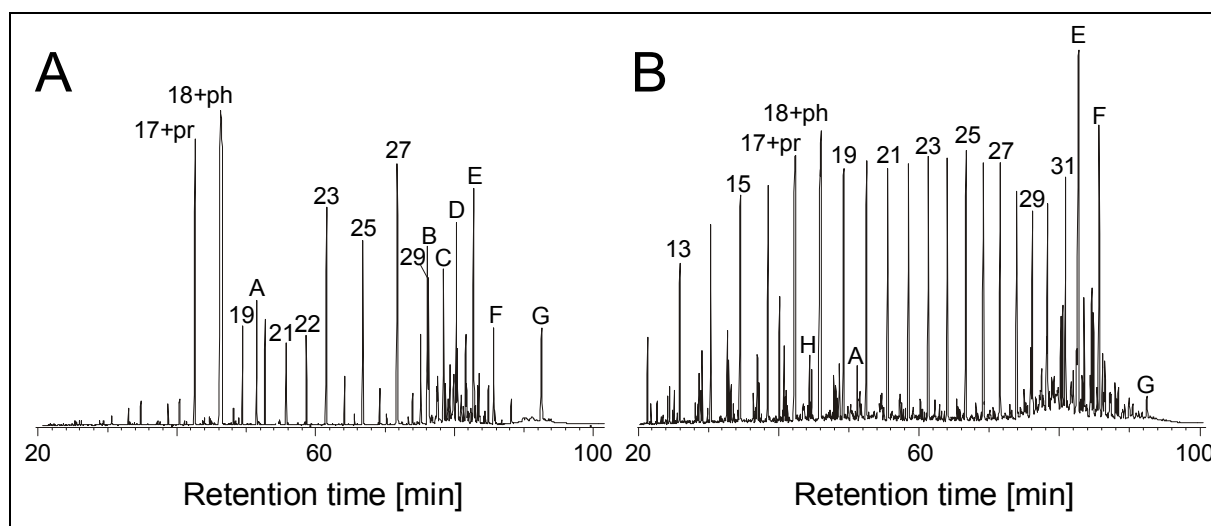 A
18+ph
17+pr
19
A
21
22
23
25
27
29
B
C
D
E
F
G
20
60
100
Retention time [min]
B
13
15
17+pr
H
18+ph
19
A
21
23
25
27
29
31
E
F
G
20
60
100
Retention time [min]